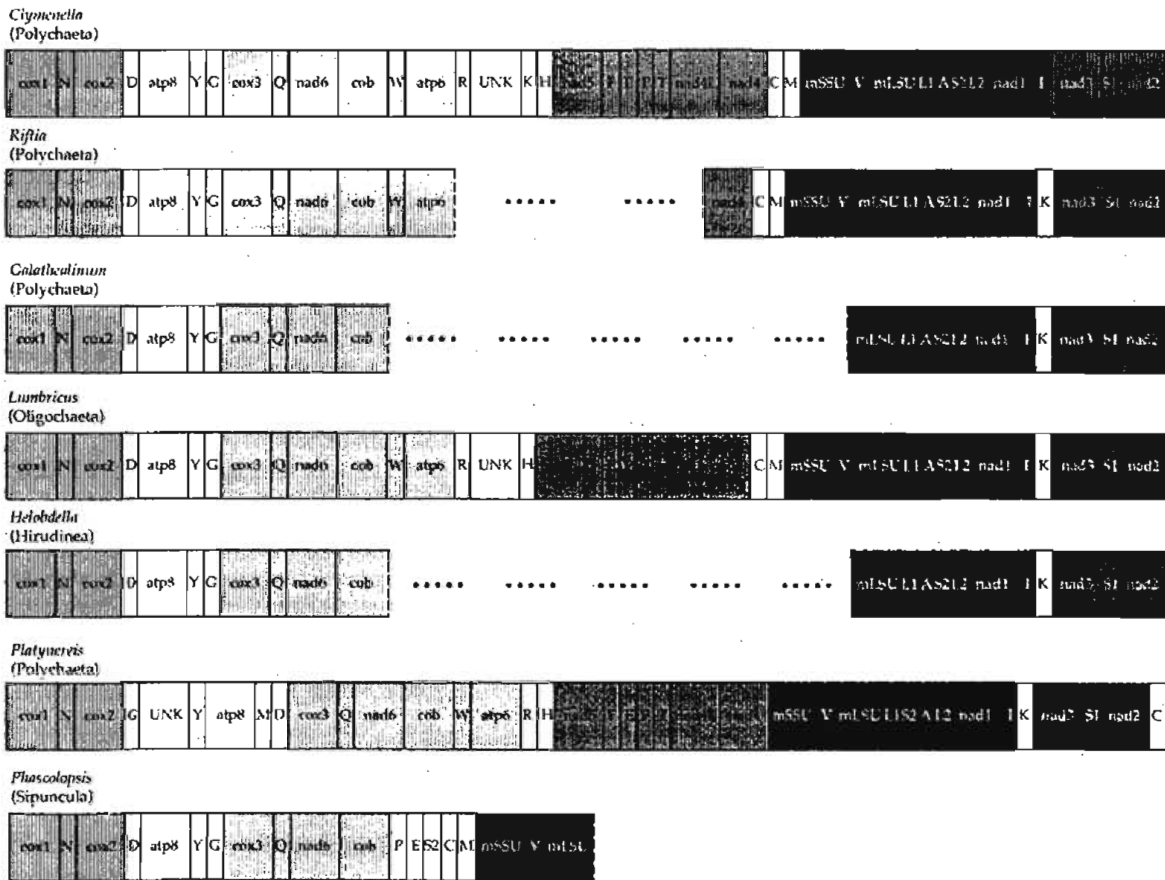 Clymenella
(Polychaeta)
cox1 N cox2 D atp8 Y G cox3 Q nad6 cob W atp6 R UNK K H nad5 F E P T nad4L nad4 C M mSSU V mLSU L1 A S2 L2 nad1 I nad3 S1 nad2
Riftia
(Polychaeta)
cox1 N cox2 D atp8 Y G cox3 Q nad6 cob W atp6 ..... ..... nad4 C M mSSU V mLSU L1 A S2 L2 nad1 I K nad3 S1 nad2
Galathealinum
(Polychaeta)
cox1 N cox2 D atp8 Y G cox3 Q nad6 cob ..... ..... ..... ..... ..... mLSU L1 A S2 L2 nad1 I K nad3 S1 nad2
Lumbricus
(Oligochaeta)
cox1 N cox2 D atp8 Y G cox3 Q nad6 cob W atp6 R UNK H C M mSSU V mLSU L1 A S2 L2 nad1 I K nad3 S1 nad2
Helobdella
(Hirudinea)
cox1 N cox2 D atp8 Y G cox3 Q nad6 cob ..... ..... ..... ..... ..... mLSU L1 A S2 L2 nad1 I K nad3 S1 nad2
Platynereis
(Polychaeta)
cox1 N cox2 G UNK Y atp8 M D cox3 Q nad6 cob W atp6 R H mSSU V mLSU L1 S2 A L2 nad1 I K nad3 S1 nad2 C
Phascolopsis
(Sipuncula)
cox1 N cox2 D atp8 Y G cox3 Q nad6 cob P E S2 C M mSSU V mLSU